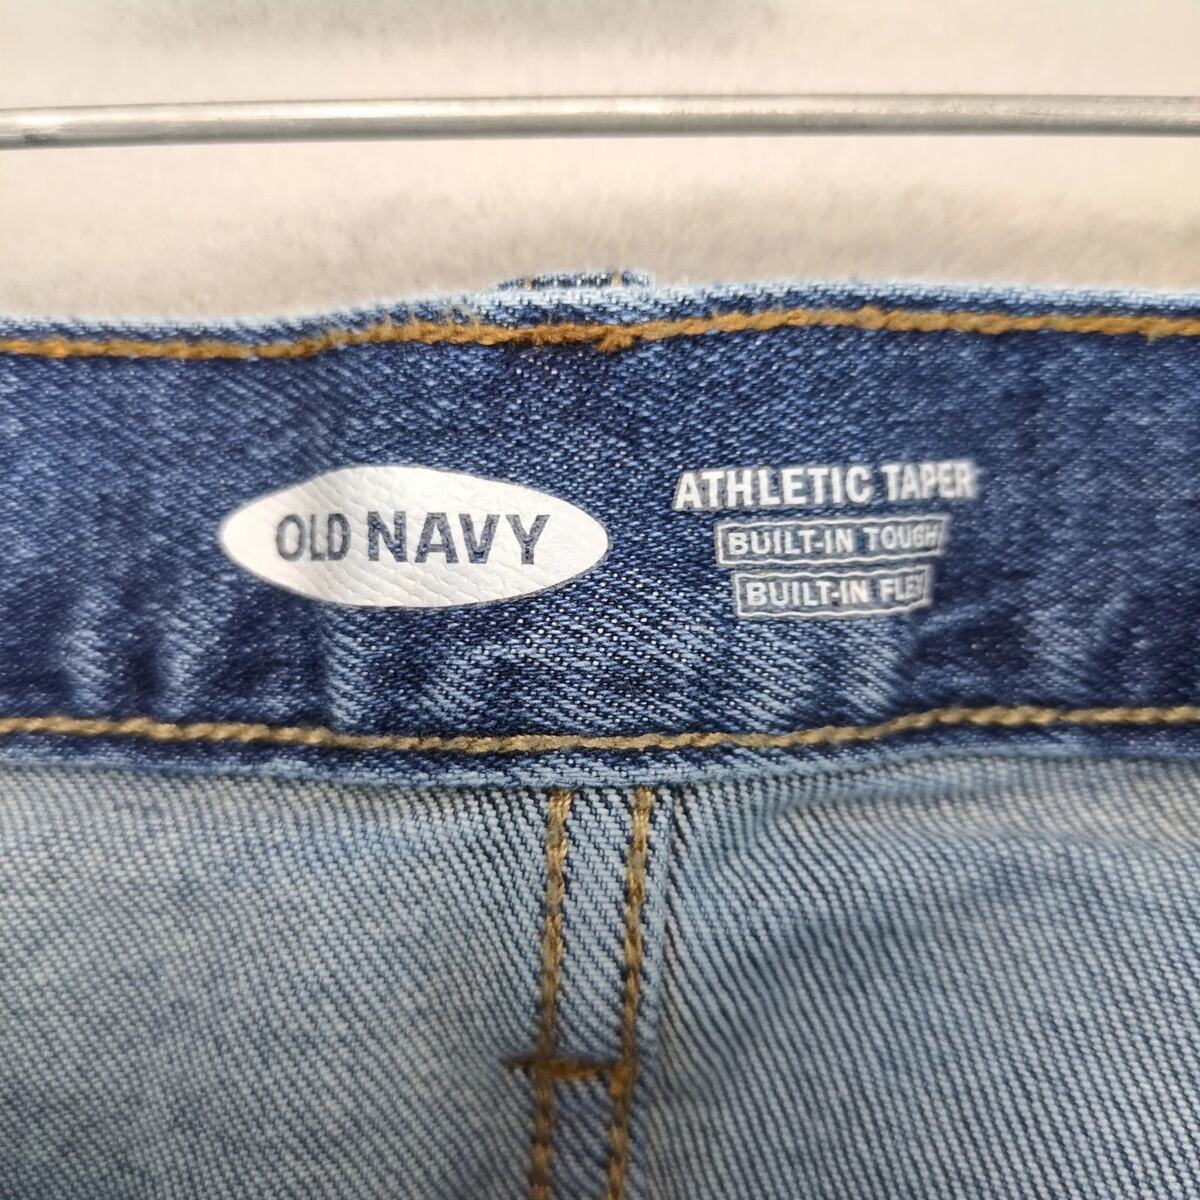 OLD NAVY
ATHLETIC TAPER
BUILT-IN TOUGH
BUILT-IN FLEX